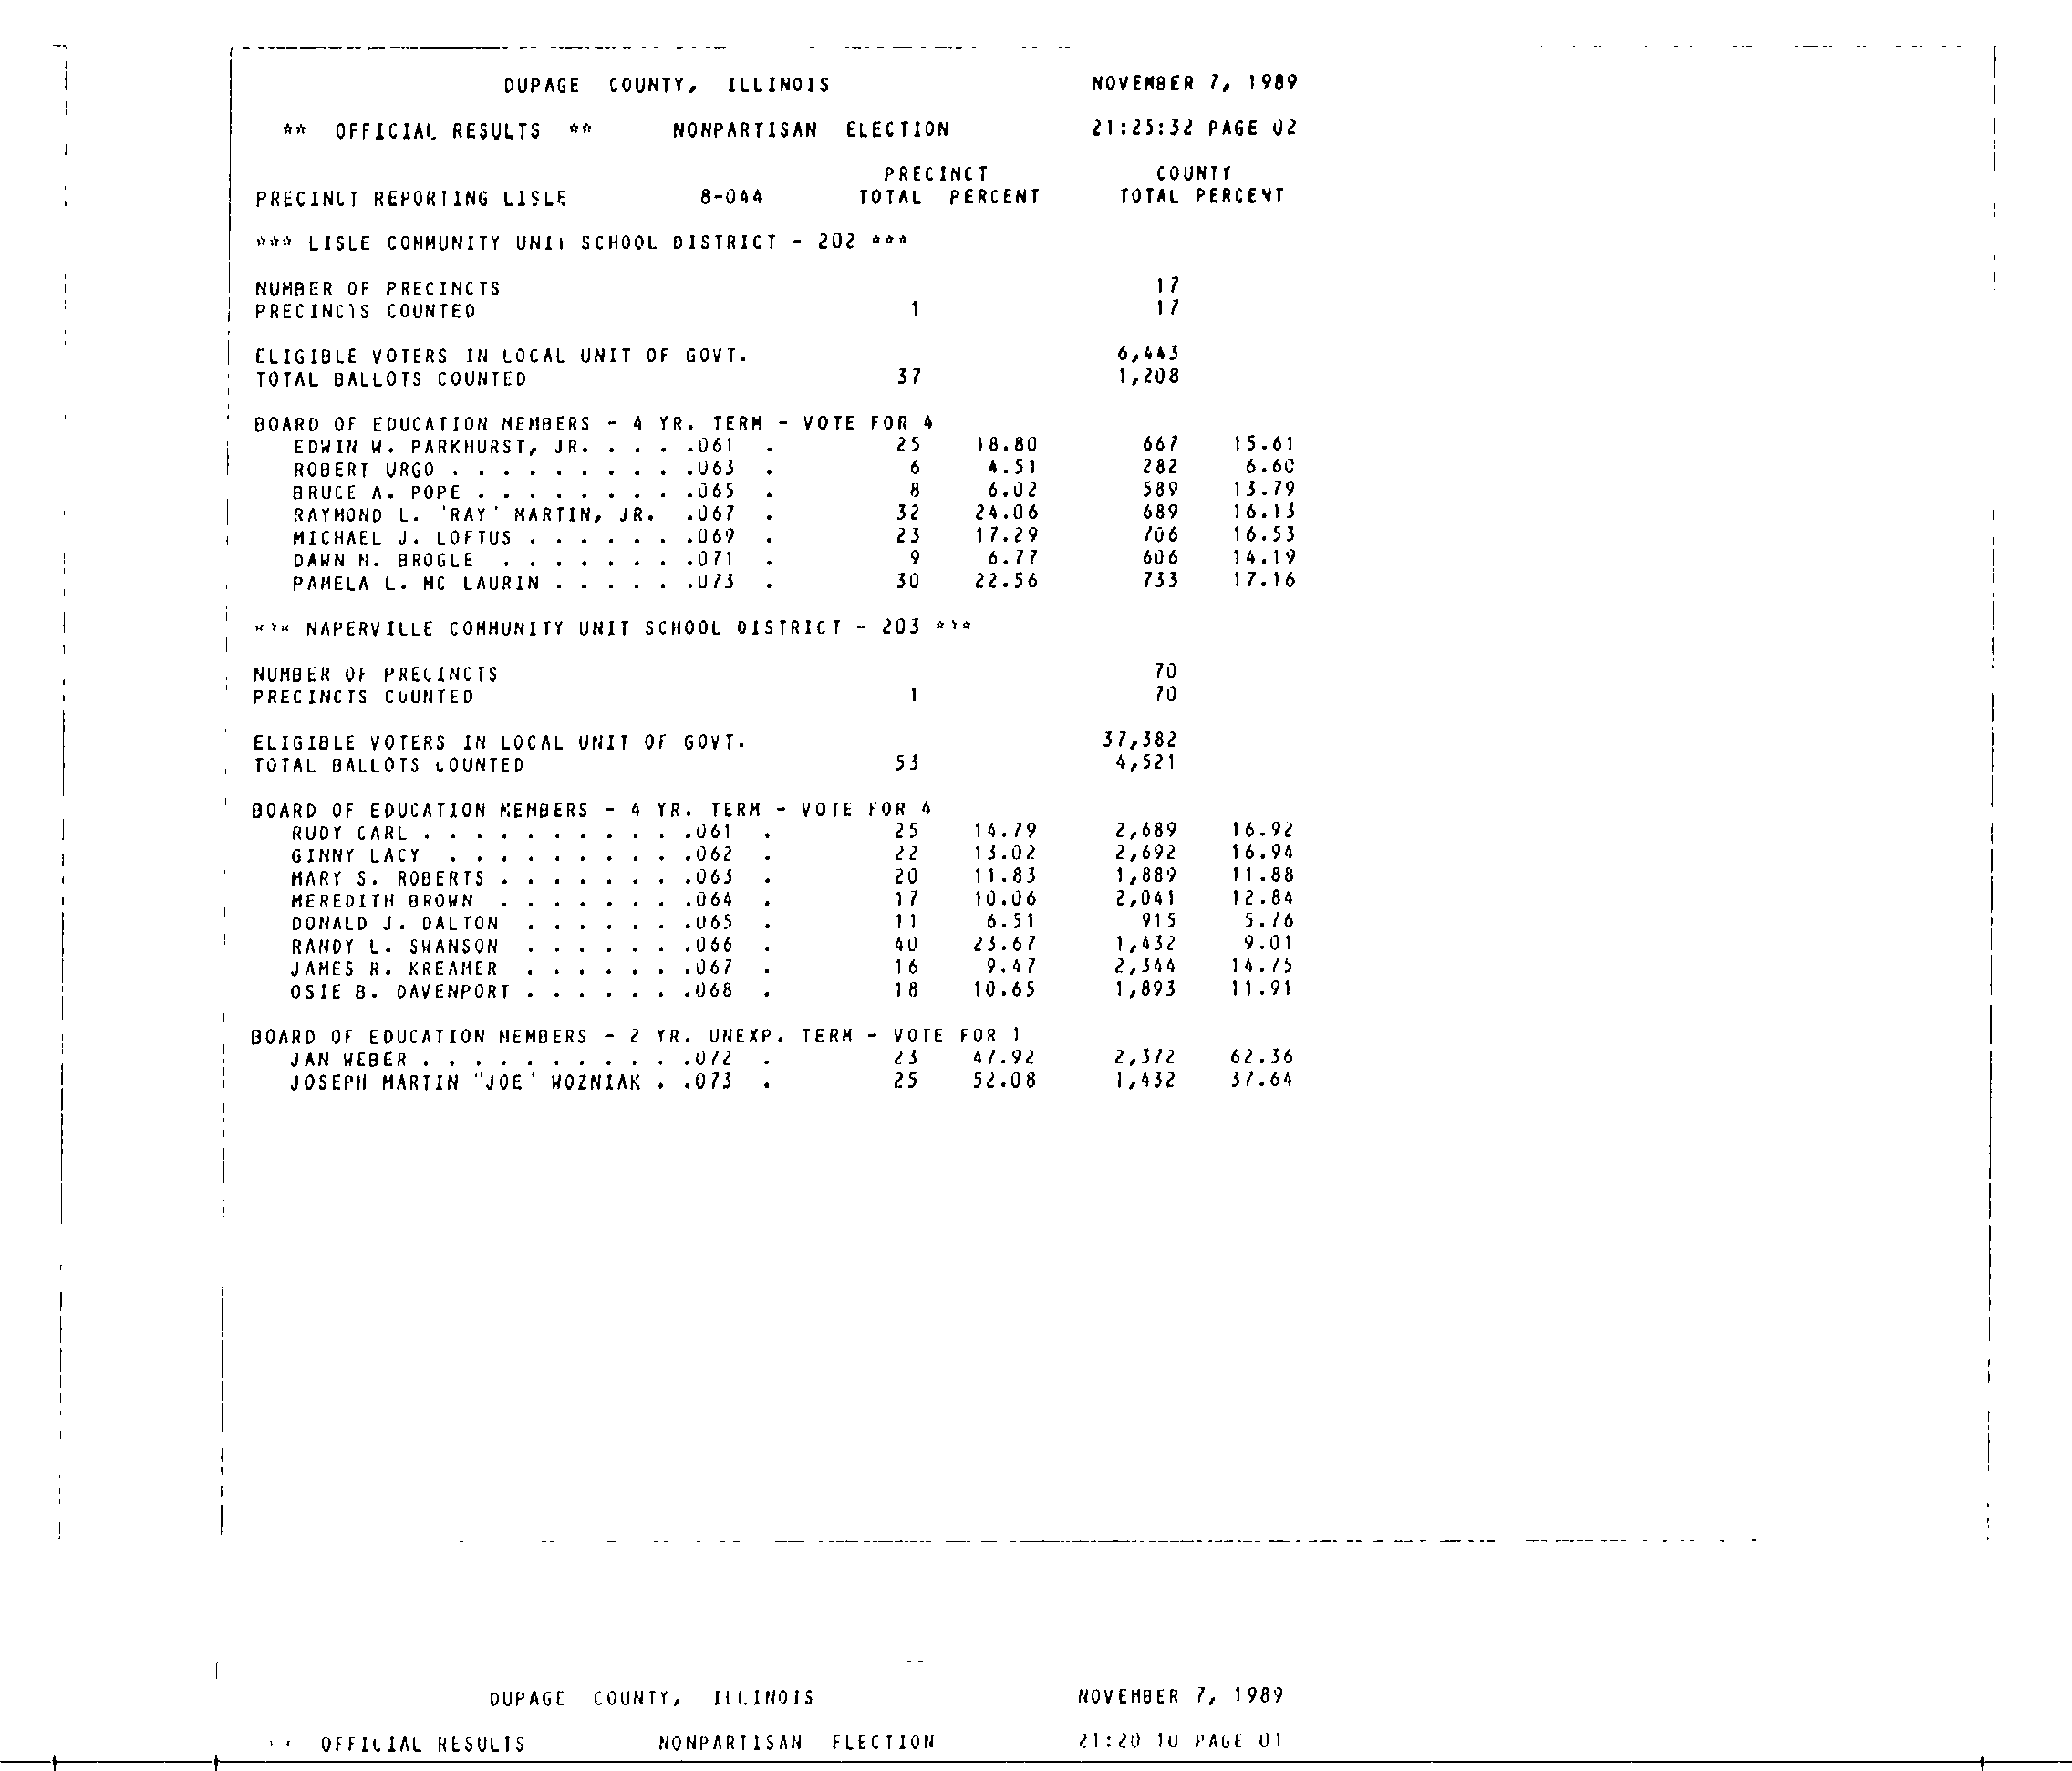 DUPAGE COUNTY, ILLINOIS NOVEMBER 7, 1989
** OFFICIAL RESULTS ** NONPARTISAN ELECTION 21:25:32 PAGE 02
PRECINCT COUNTY
PRECINCT REPORTING LISLE 8-044 TOTAL PERCENT TOTAL PERCENT
*** LISLE COMMUNITY UNIT SCHOOL DISTRICT - 202 ***
NUMBER OF PRECINCTS 17
PRECINCTS COUNTED 1 17
ELIGIBLE VOTERS IN LOCAL UNIT OF GOVT. 6,443
TOTAL BALLOTS COUNTED 37 1,208
BOARD OF EDUCATION MEMBERS - 4 YR. TERM - VOTE FOR 4
EDWIN W. PARKHURST, JR. . . . .061 . 25 18.80 667 15.61
ROBERT URGO . . . . . . . . . .063 . 6 4.51 282 6.60
BRUCE A. POPE . . . . . . . . .065 . 8 6.02 589 13.79
RAYMOND L. 'RAY' MARTIN, JR. .067 . 32 24.06 689 16.13
MICHAEL J. LOFTUS . . . . . . .069 . 23 17.29 706 16.53
DAWN M. BROGLE . . . . . . . .071 . 9 6.77 606 14.19
PAMELA L. MC LAURIN . . . . . .073 . 30 22.56 733 17.16
*** NAPERVILLE COMMUNITY UNIT SCHOOL DISTRICT - 203 ***
NUMBER OF PRECINCTS 70
PRECINCTS COUNTED 1 70
ELIGIBLE VOTERS IN LOCAL UNIT OF GOVT. 37,382
TOTAL BALLOTS COUNTED 53 4,521
BOARD OF EDUCATION MEMBERS - 4 YR. TERM - VOTE FOR 4
RUDY CARL . . . . . . . . . . .061 . 25 14.79 2,689 16.92
GINNY LACY . . . . . . . . . .062 . 22 13.02 2,692 16.94
MARY S. ROBERTS . . . . . . . .063 . 20 11.83 1,889 11.88
MEREDITH BROWN . . . . . . . .064 . 17 10.06 2,041 12.84
DONALD J. DALTON . . . . . . .065 . 11 6.51 915 5.76
RANDY L. SWANSON . . . . . . .066 . 40 23.67 1,432 9.01
JAMES R. KREAMER . . . . . . .067 . 16 9.47 2,344 14.75
OSIE B. DAVENPORT . . . . . . .068 . 18 10.65 1,893 11.91
BOARD OF EDUCATION MEMBERS - 2 YR. UNEXP. TERM - VOTE FOR 1
JAN WEBER . . . . . . . . . . .072 . 23 47.92 2,372 62.36
JOSEPH MARTIN "JOE' WOZNIAK . .073 . 25 52.08 1,432 37.64
DUPAGE COUNTY, ILLINOIS NOVEMBER 7, 1989
OFFICIAL RESULTS NONPARTISAN ELECTION 21:20 10 PAGE 01